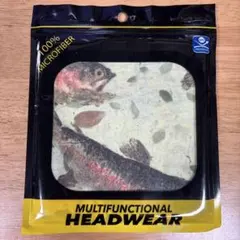 100%
MICROFIBER
MULTIFUNCTIONAL
HEADWEAR